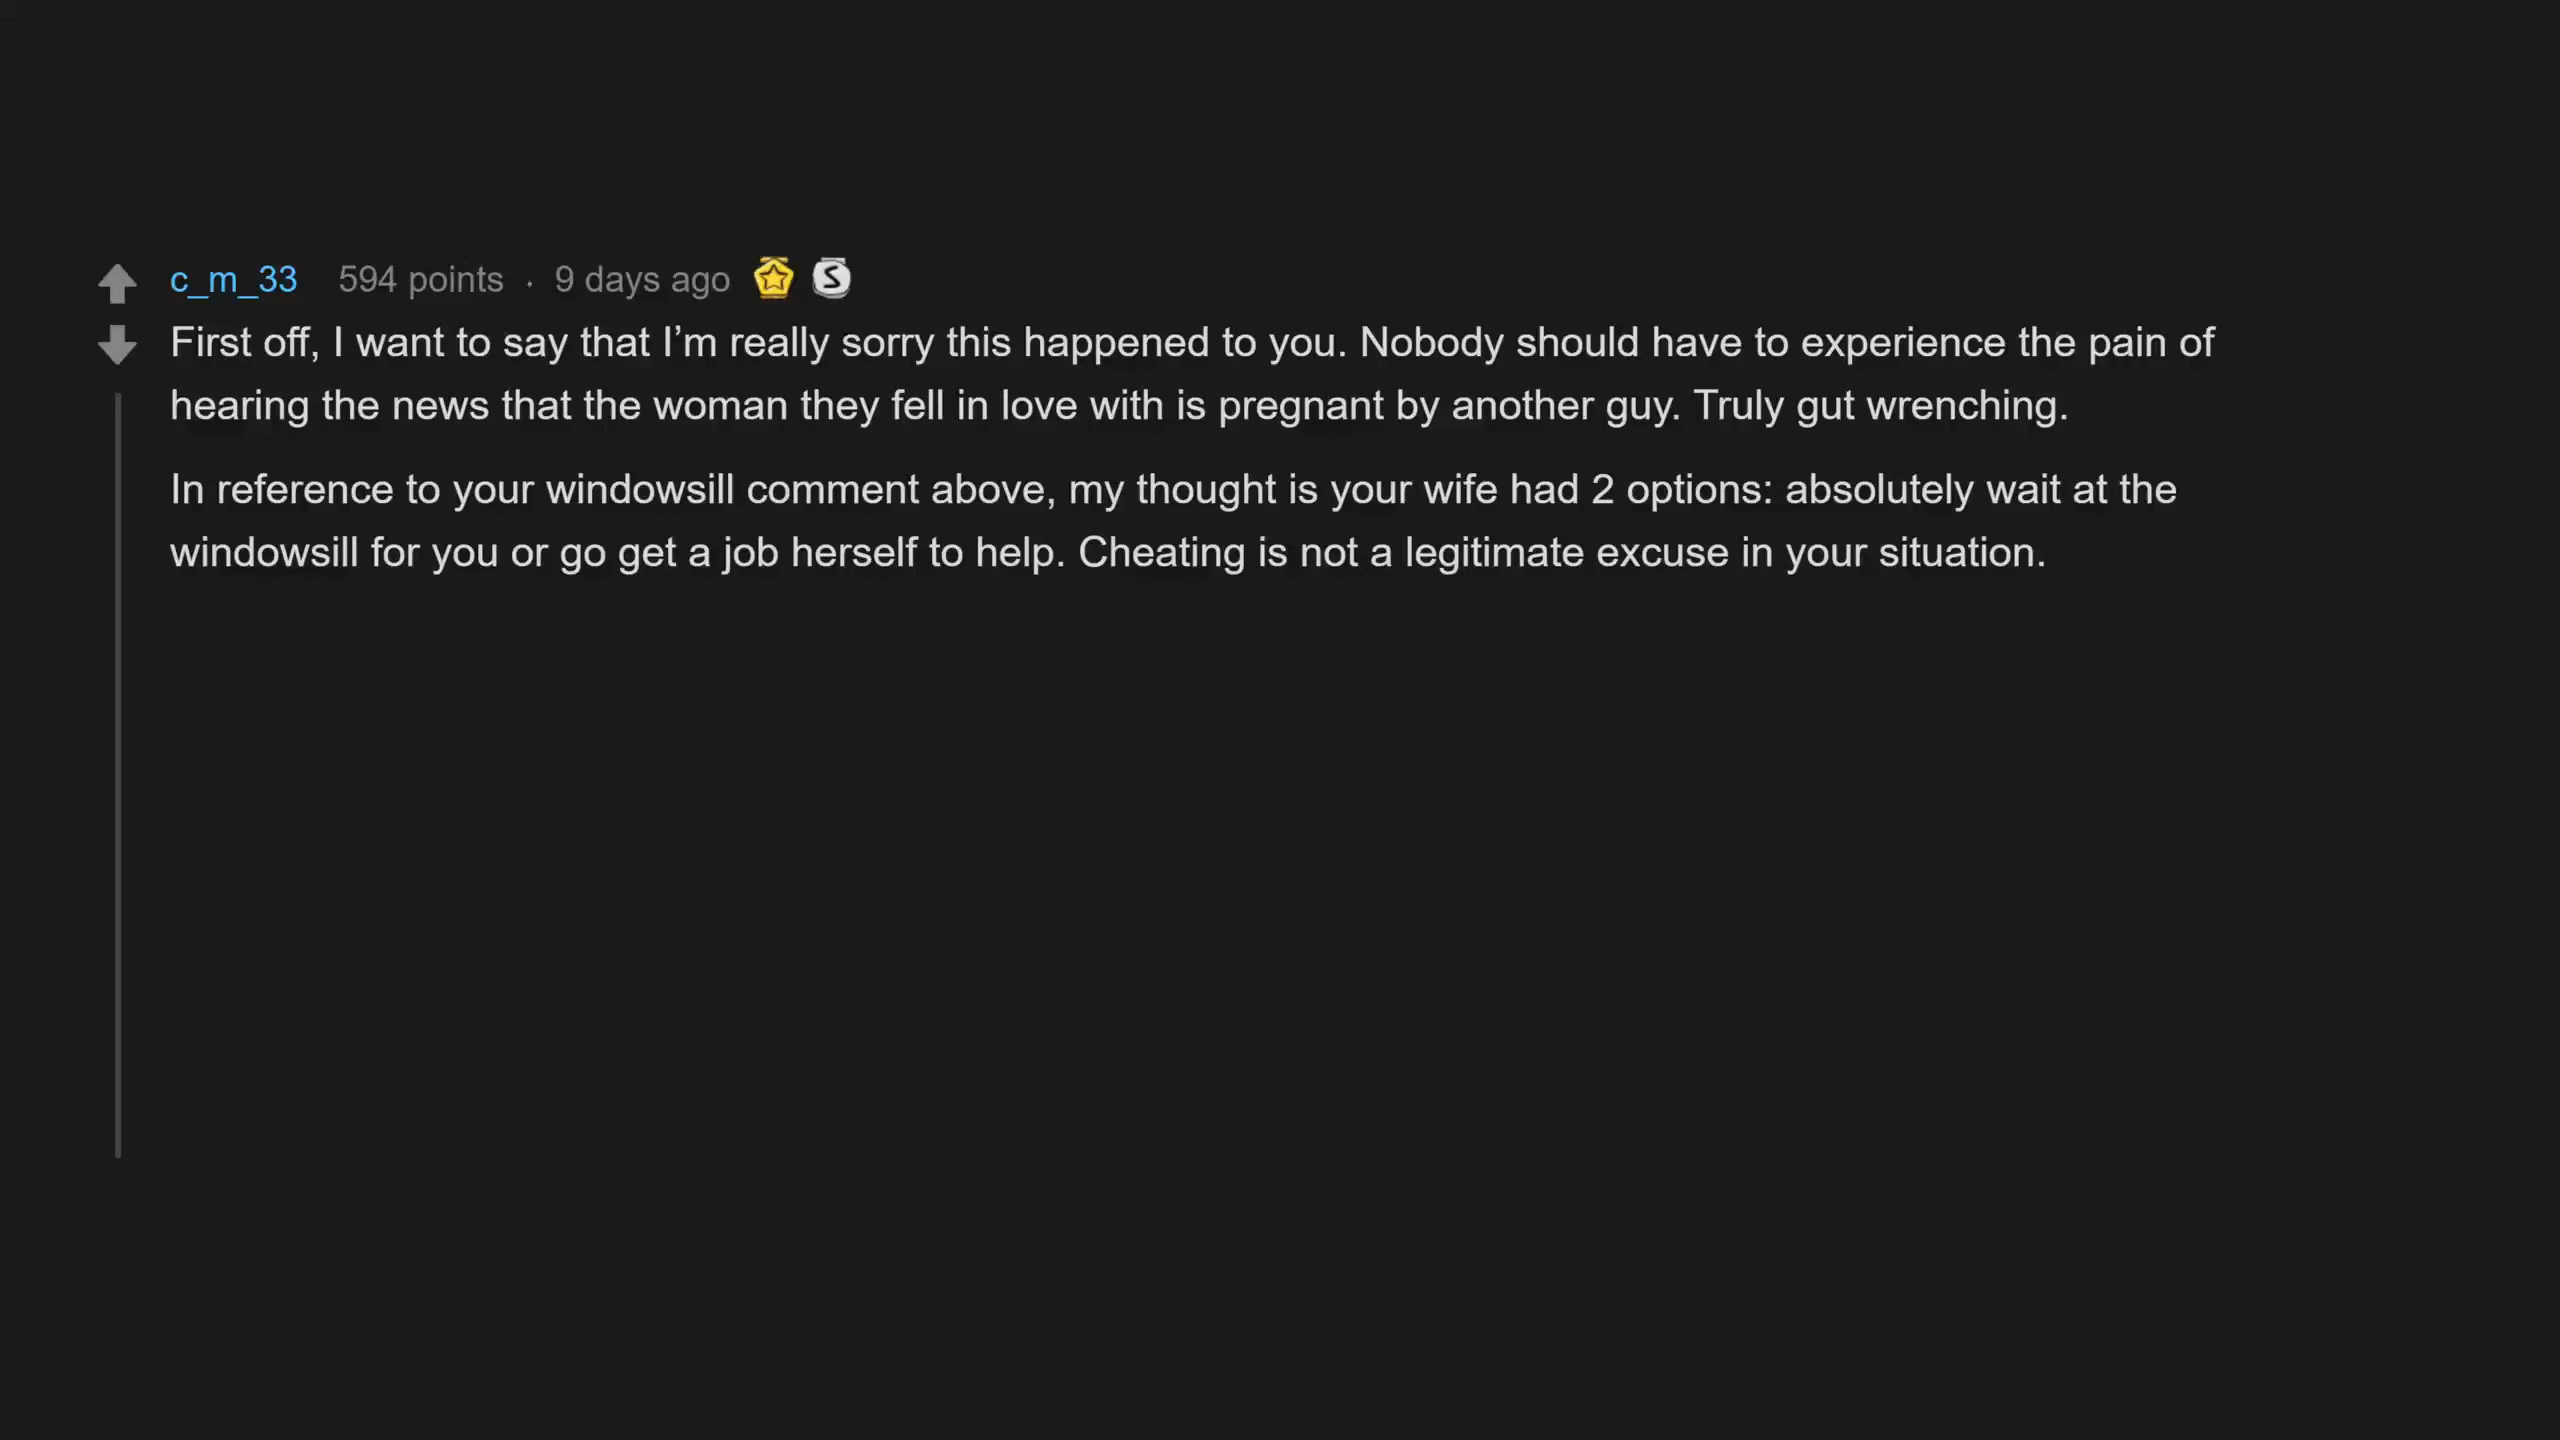 c_m_33 594 points · 9 days ago S
First off, I want to say that I’m really sorry this happened to you. Nobody should have to experience the pain of
hearing the news that the woman they fell in love with is pregnant by another guy. Truly gut wrenching.
In reference to your windowsill comment above, my thought is your wife had 2 options: absolutely wait at the
windowsill for you or go get a job herself to help. Cheating is not a legitimate excuse in your situation.